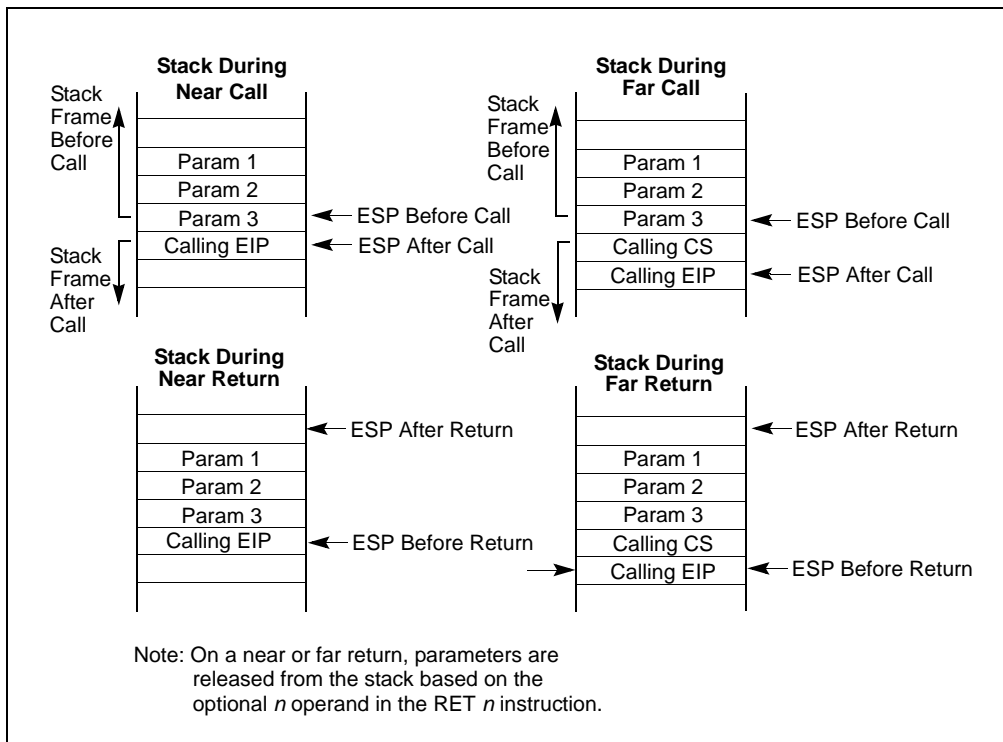 Stack During
Near Call
Stack
Frame
Before
Call
Param 1
Param 2
Param 3
Calling EIP
ESP Before Call
ESP After Call
Stack
Frame
After
Call
Stack During
Far Call
Stack
Frame
Before
Call
Param 1
Param 2
Param 3
Calling CS
Calling EIP
ESP Before Call
ESP After Call
Stack
Frame
After
Call
Stack During
Near Return
ESP After Return
Param 1
Param 2
Param 3
Calling EIP
ESP Before Return
Stack During
Far Return
ESP After Return
Param 1
Param 2
Param 3
Calling CS
Calling EIP
ESP Before Return
Note: On a near or far return, parameters are
released from the stack based on the
optional n operand in the RET n instruction.